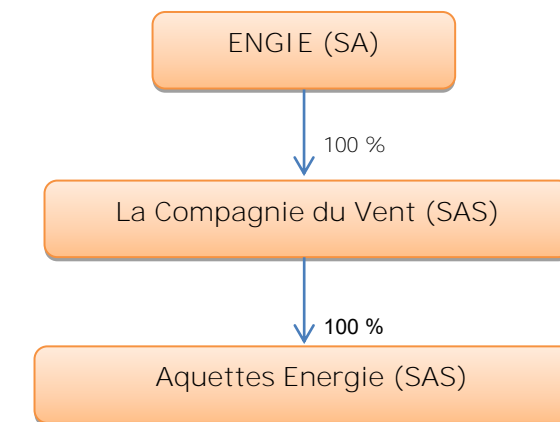 ENGIE (SA)
100 %
La Compagnie du Vent (SAS)
100 %
Aquettes Energie (SAS)